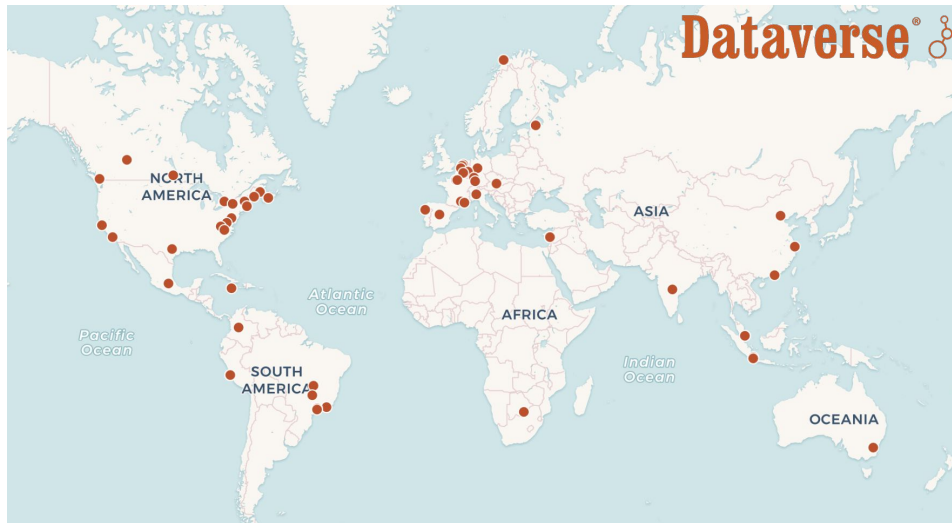 Dataverse®
NORTH
AMERICA
ASIA
Atlantic
Ocean
AFRICA
Pacific
Ocean
SOUTH
AMERICA
Indian
Ocean
OCEANIA